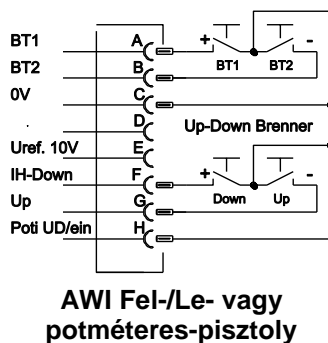 BT1 A + -
BT2 B BT1 BT2
0V C
. D Up-Down Brenner
Uref. 10V E
IH-Down F + -
Up G Down Up
Poti UD/ein H
AWI Fel-/Le- vagy
potméteres-pisztoly